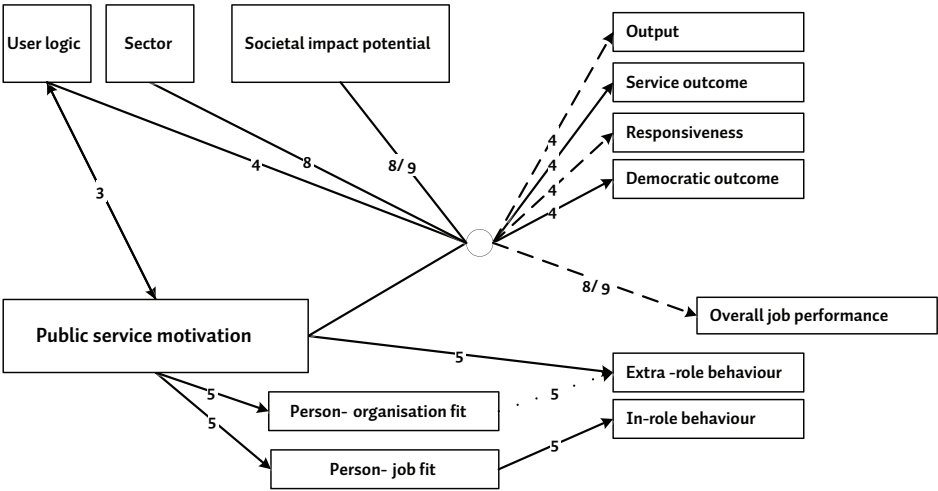 User logic
Sector
Societal impact potential
Output
Service outcome
Responsiveness
Democratic outcome
4
4
4
4
4
8
8/ 9
3
8/ 9
Overall job performance
Public service motivation
5
Extra -role behaviour
5
5
Person- organisation fit
In-role behaviour
5
5
Person- job fit